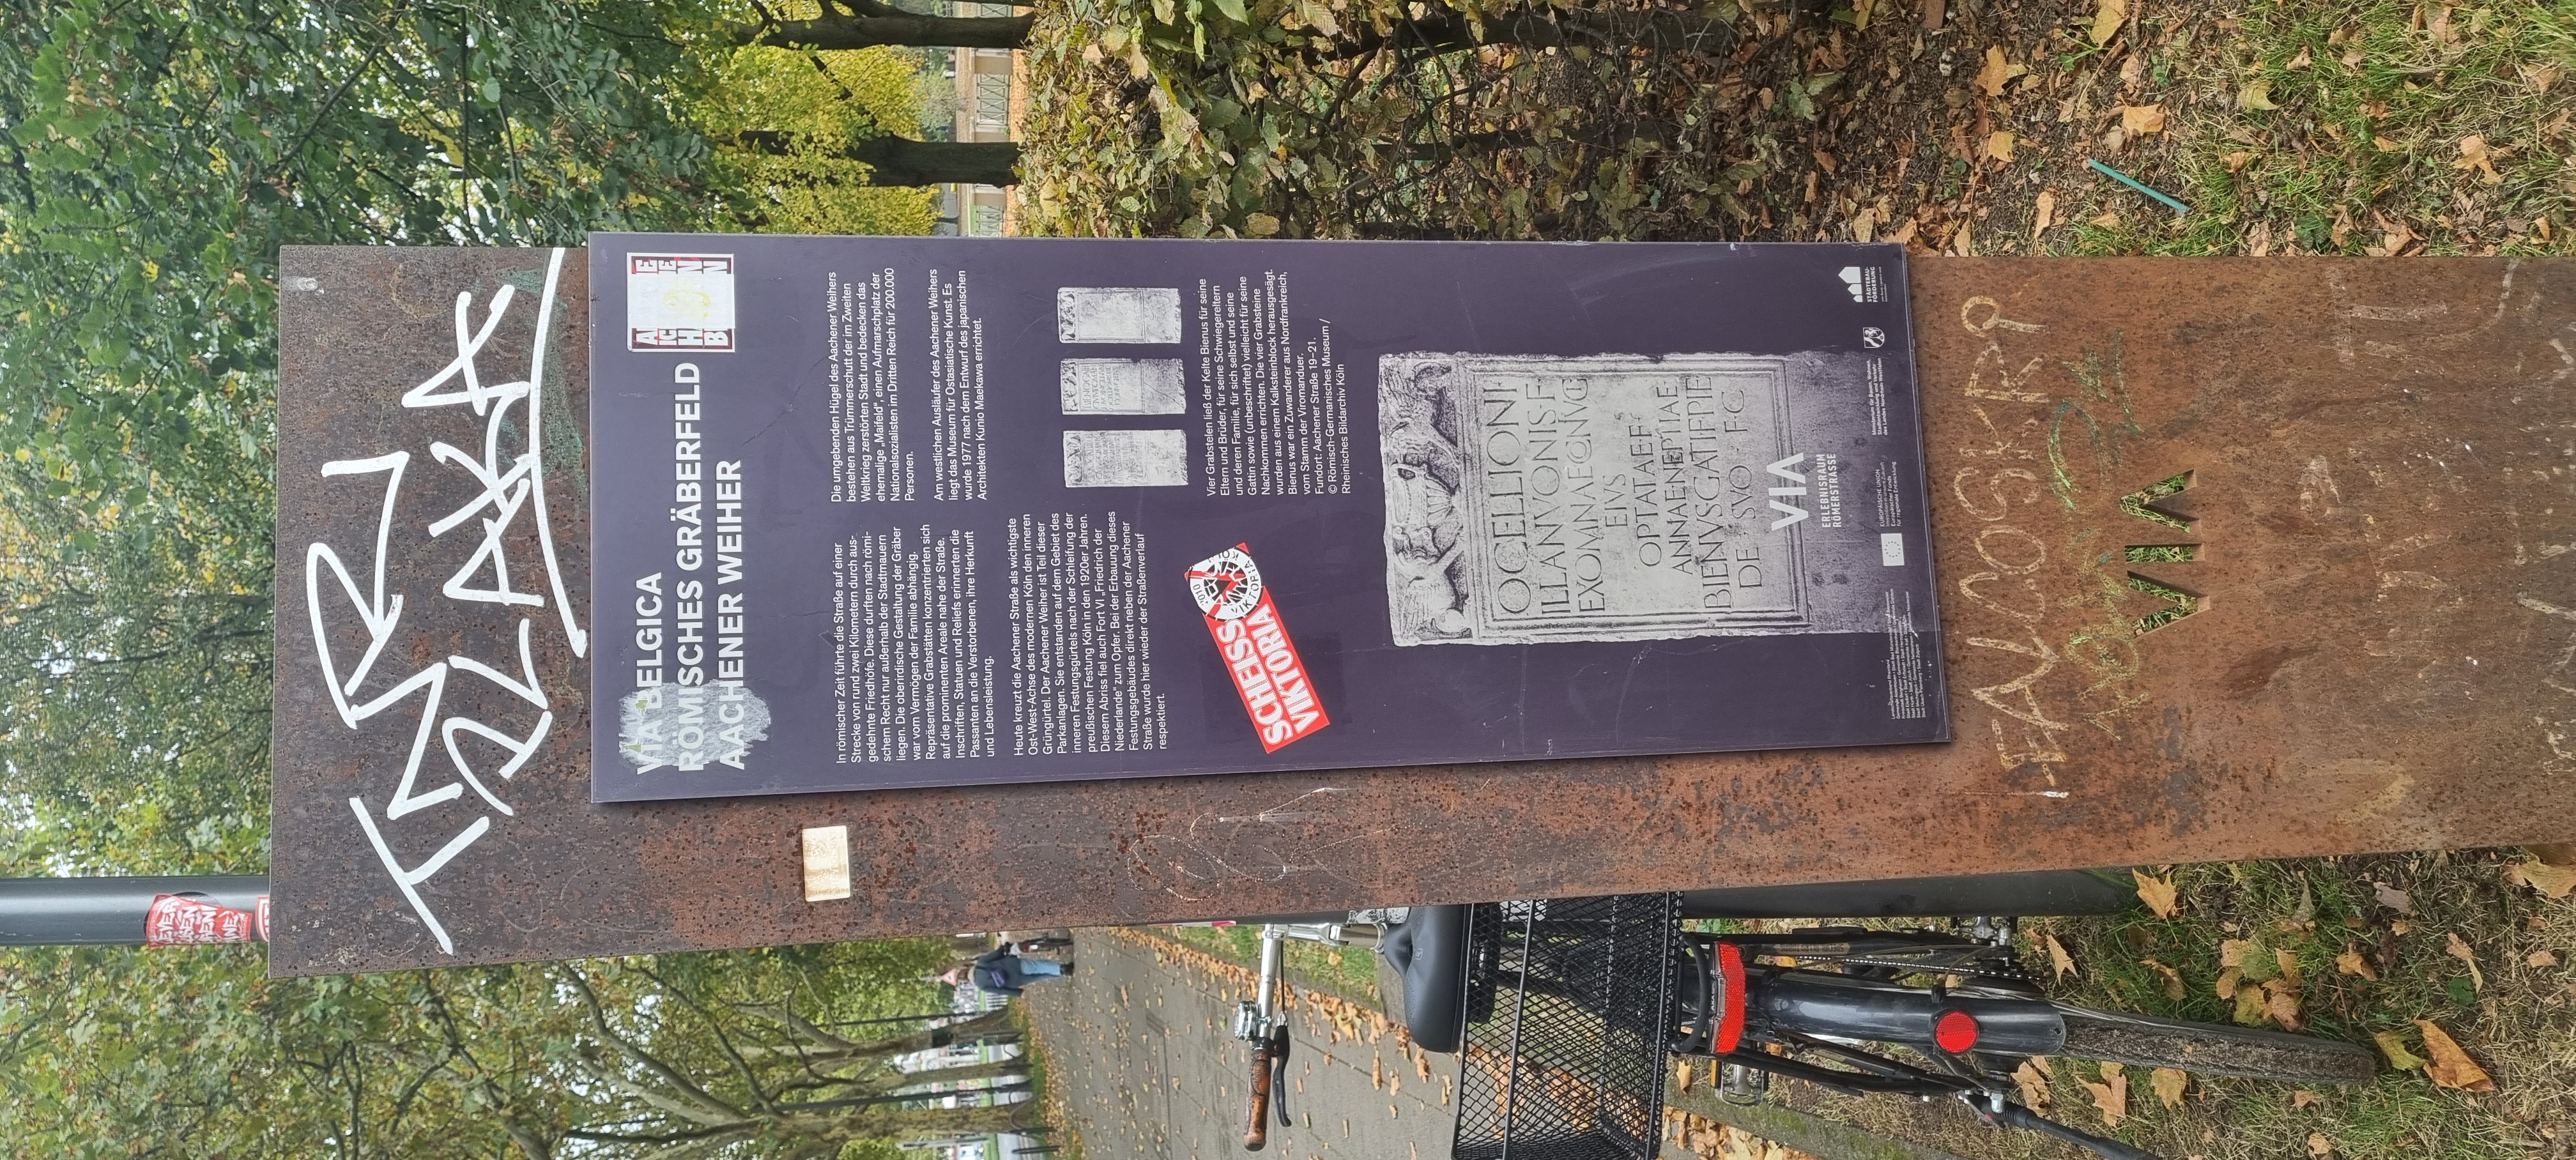 VIA BELGICA
RÖMISCHES GRÄBERFELD
AACHENER WEIHER
In römischer Zeit führte die Straße auf einer
Strecke von rund zwei Kilometern durch aus-
gedehnte Friedhöfe. Diese durften nach römi-
schem Recht nur außerhalb der Stadtmauern
liegen. Die oberirdische Gestaltung der Gräber
war vom Vermögen der Familie abhängig.
Repräsentative Grabstätten konzentrierten sich
auf die prominenten Areale nahe der Straße.
Inschriften, Statuen und Reliefs erinnerten die
Passanten an die Verstorbenen, ihre Herkunft
und Lebensleistung.
Heute kreuzt die Aachener Straße als wichtigste
Ost-West-Achse des modernen Köln den inneren
Grüngürtel. Der Aachener Weiher ist Teil dieser
Parkanlagen. Sie entstanden auf dem Gebiet des
inneren Festungsgürtels nach der Schleifung der
preußischen Festung Köln in den 1920er Jahren.
Diesem Abriss fiel auch Fort VI „Friedrich der
Niederlande" zum Opfer. Bei der Erbauung dieses
Festungsgebäudes direkt neben der Aachener
Straße wurde hier wieder der Straßenverlauf
respektiert.
Die umgebenden Hügel des Aachener Weihers
bestehen aus Trümmerschutt der im Zweiten
Weltkrieg zerstörten Stadt und bedecken das
ehemalige „Maifeld", einen Aufmarschplatz der
Nationalsozialisten im Dritten Reich für 200.000
Personen.
Am westlichen Ausläufer des Aachener Weihers
liegt das Museum für Ostasiatische Kunst. Es
wurde 1977 nach dem Entwurf des japanischen
Architekten Kunio Maekawa errichtet.
Vier Grabstelen ließ der Kelte Bienus für seine
Eltern und Brüder, für seine Schwiegereltern
und deren Familie, für sich selbst und seine
Gattin sowie (unbeschriftet) vielleicht für seine
Nachkommen errichten. Die vier Grabsteine
wurden aus einem Kalksteinblock herausgesägt.
Bienus war ein Zuwanderer aus Nordfrankreich,
vom Stamm der Viromanduer.
Fundort: Aachener Straße 19–21.
© Römisch-Germanisches Museum /
Rheinisches Bildarchiv Köln
SCHEISS
VIKTORIA
OCELLIONI·
ILLANVONIS·F·
EIVS
OPTATAE·F·
BIENVS·GATI·F·PIE
DE SVO F·C·
VIA
ERLEBNISRAUM
RÖMERSTRASSE
EUROPÄISCHE UNION
STÄDTEBAU-
FÖRDERUNG
VIA